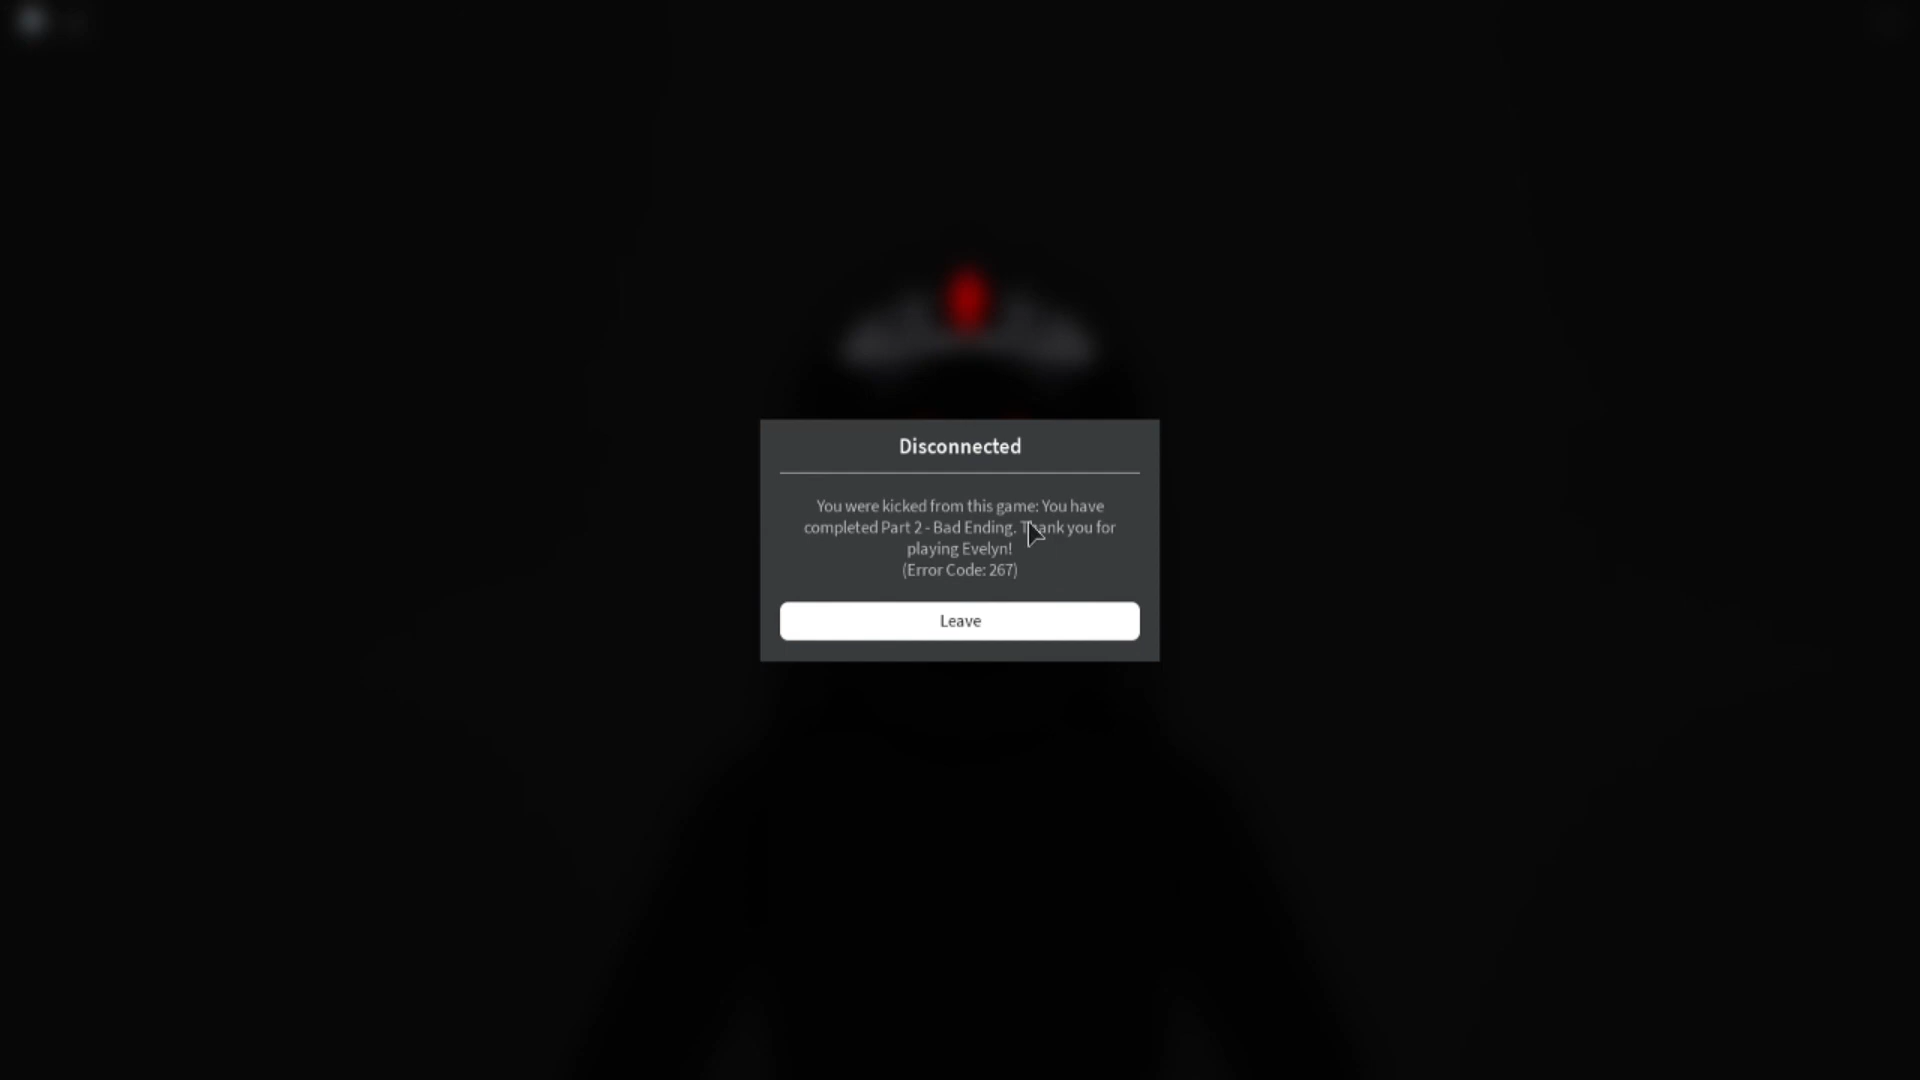 Disconnected
You were kicked from this game: You have
completed Part 2 - Bad Ending. Thank you for
playing Evelyn!
(Error Code: 267)
Leave